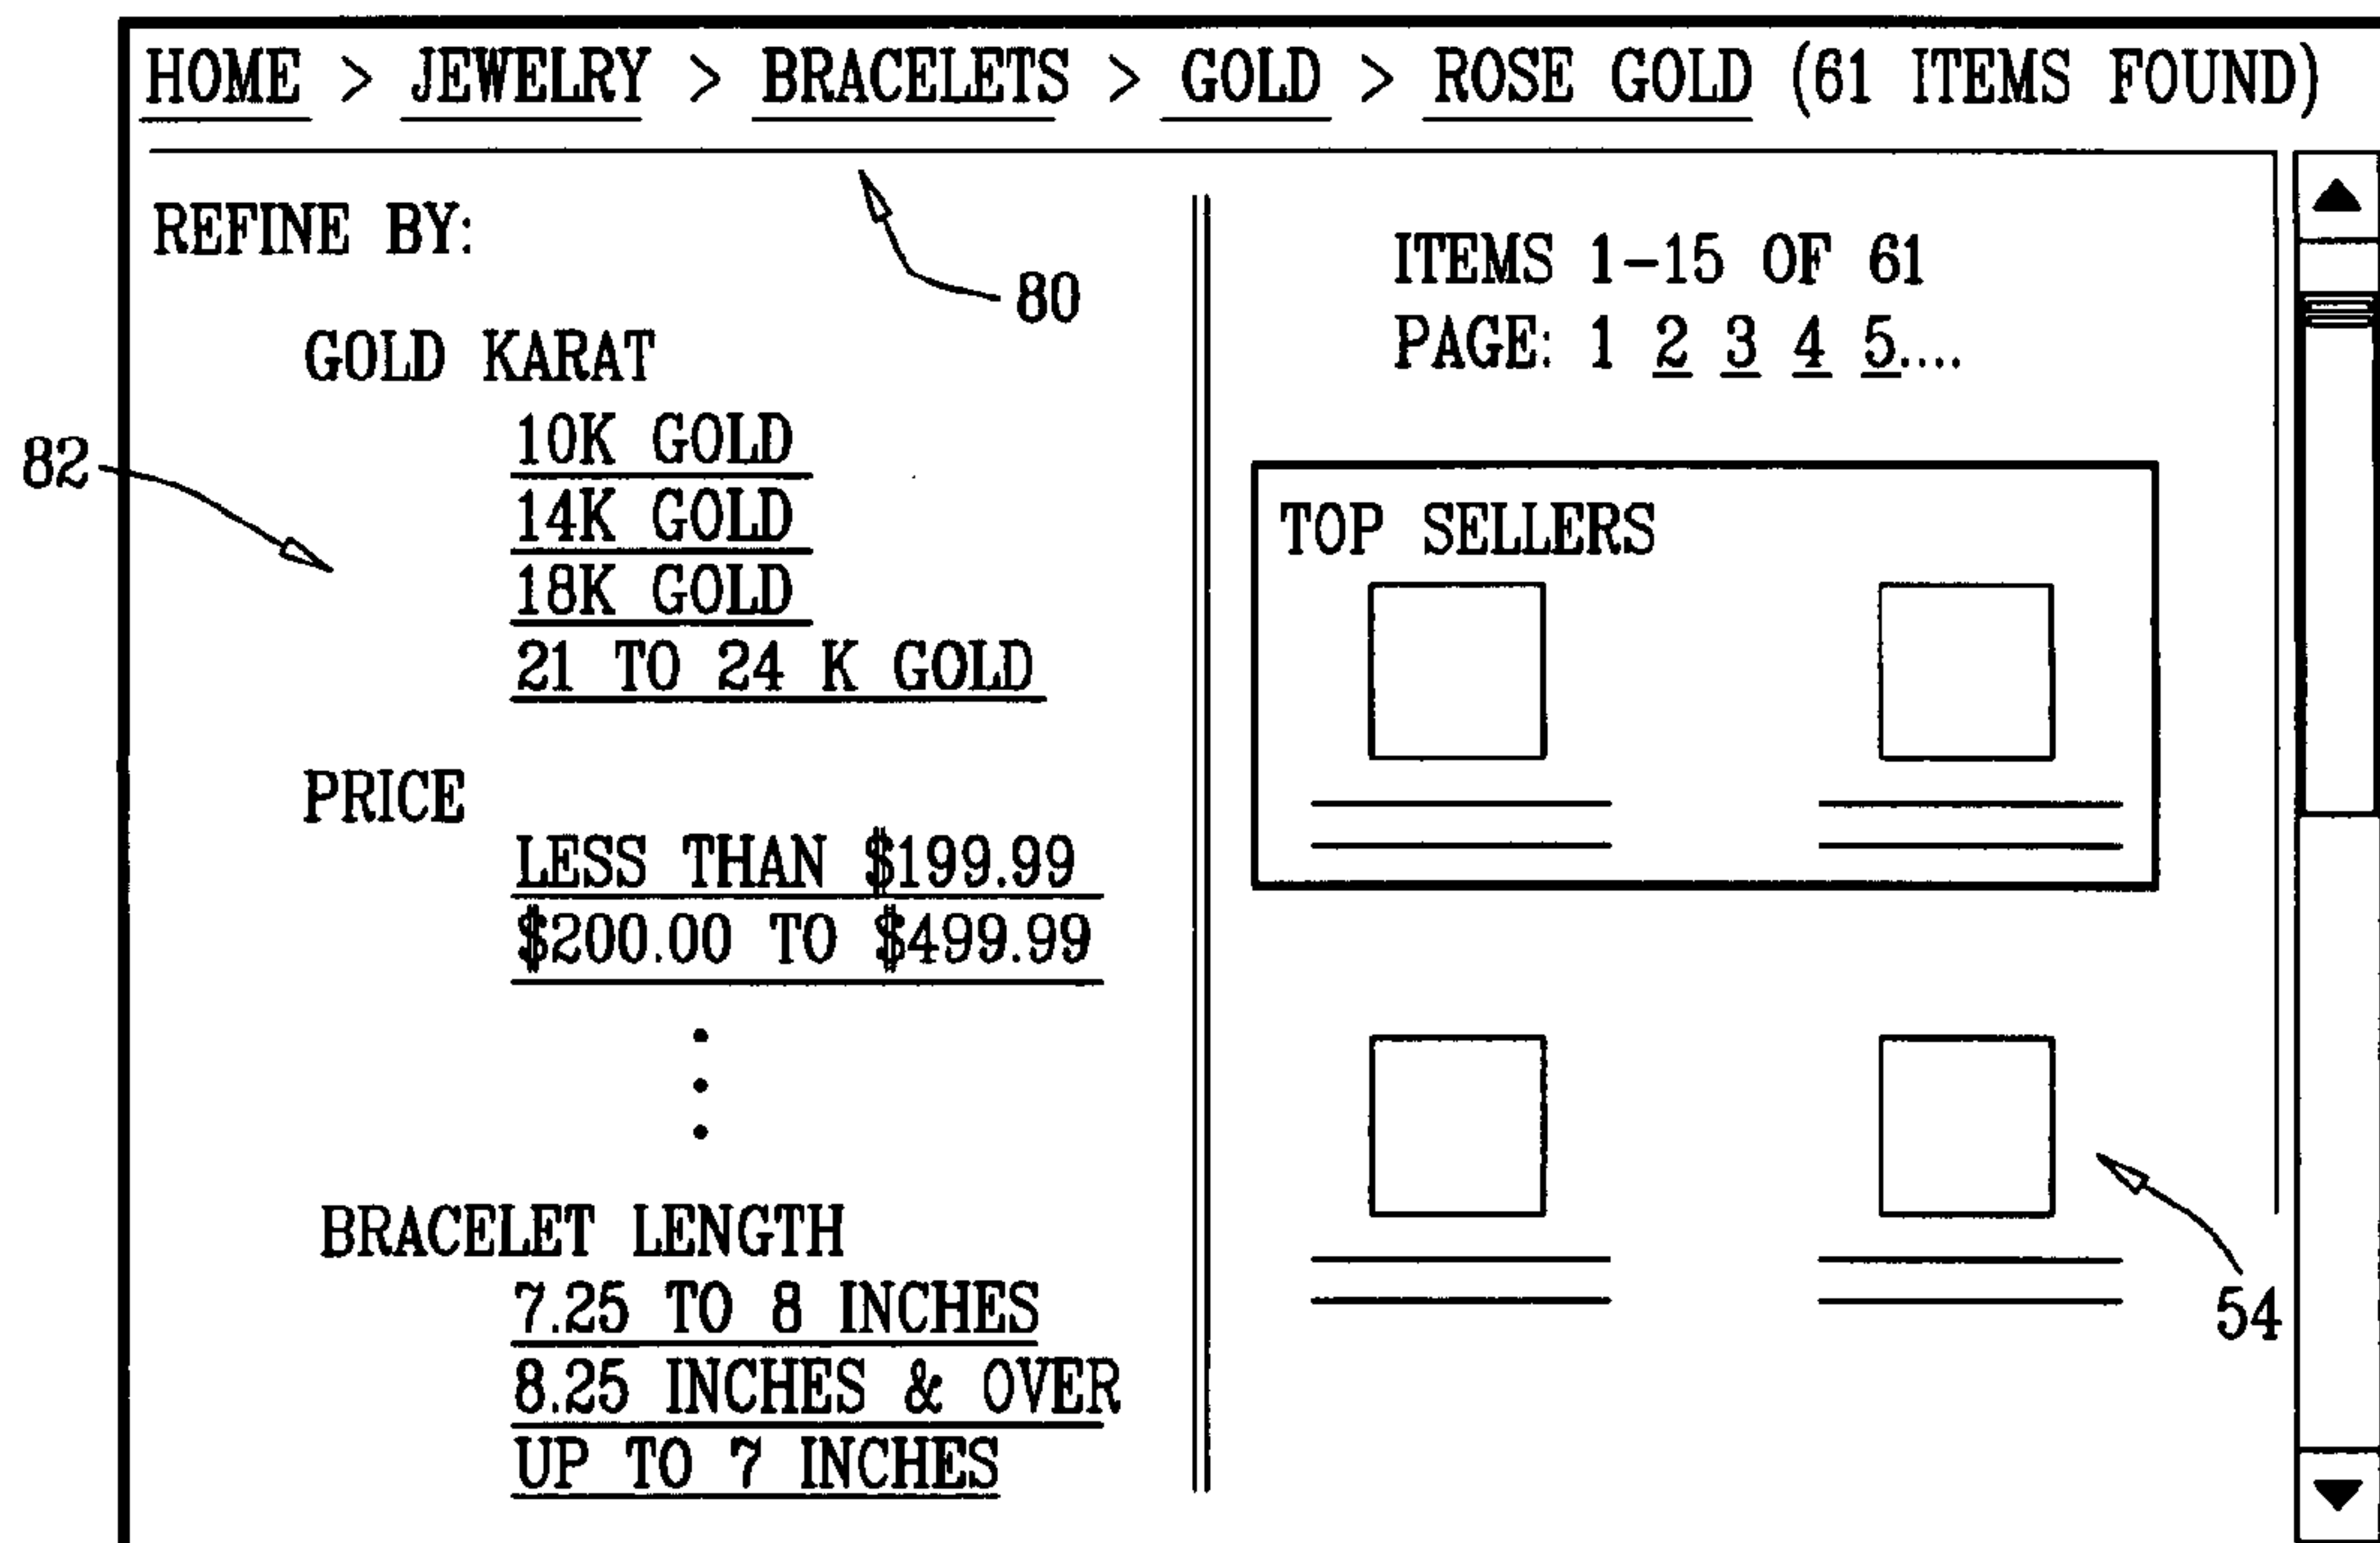 HOME > JEWELRY > BRACELETS > GOLD > ROSE GOLD (61 ITEMS FOUND)
REFINE BY:
80
GOLD KARAT
10K GOLD
82
14K GOLD
18K GOLD
21 TO 24 K GOLD
PRICE
LESS THAN $199.99
$200.00 TO $499.99
BRACELET LENGTH
7.25 TO 8 INCHES
8.25 INCHES & OVER
UP TO 7 INCHES
ITEMS 1-15 OF 61
PAGE: 1 2 3 4 5....
TOP SELLERS
54